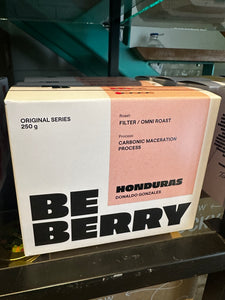 ORIGINAL SERIES
250 g
Roast
FILTER / OMNI ROAST
Process
CARBONIC MACERATION
PROCESS
HONDURAS
DONALDO GONZALES
BE
BERRY